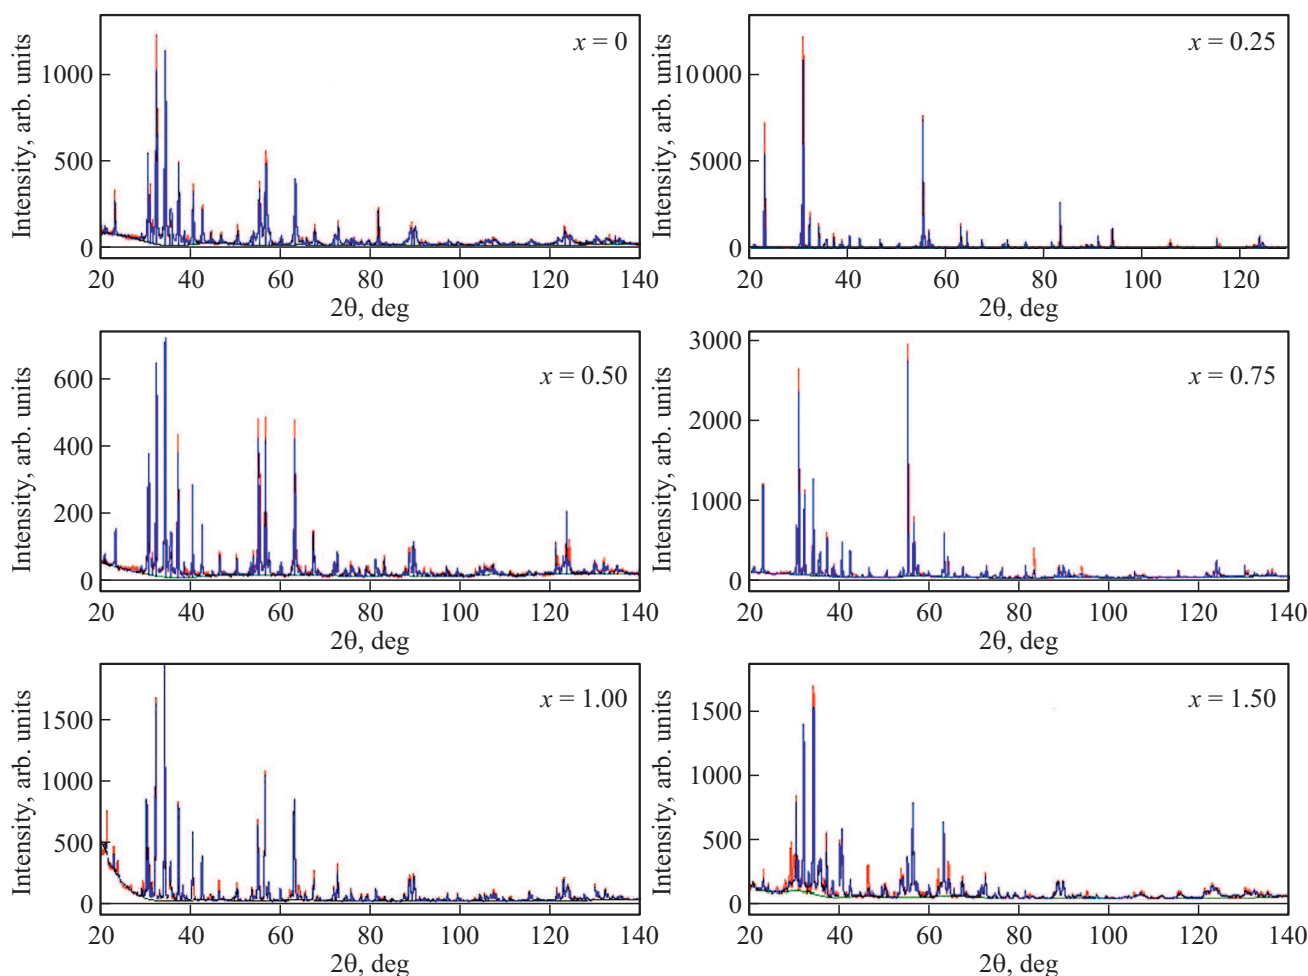 x = 0
Intensity, arb. units
1000
500
0
20 40 60 80 100 120 140
2θ, deg
x = 0.25
Intensity, arb. units
10 000
5000
0
20 40 60 80 100 120
2θ, deg
x = 0.50
Intensity, arb. units
600
400
200
0
20 40 60 80 100 120 140
2θ, deg
x = 0.75
Intensity, arb. units
3000
2000
1000
0
20 40 60 80 100 120 140
2θ, deg
x = 1.00
Intensity, arb. units
1500
1000
500
0
20 40 60 80 100 120 140
2θ, deg
x = 1.50
Intensity, arb. units
1500
1000
500
0
20 40 60 80 100 120 140
2θ, deg